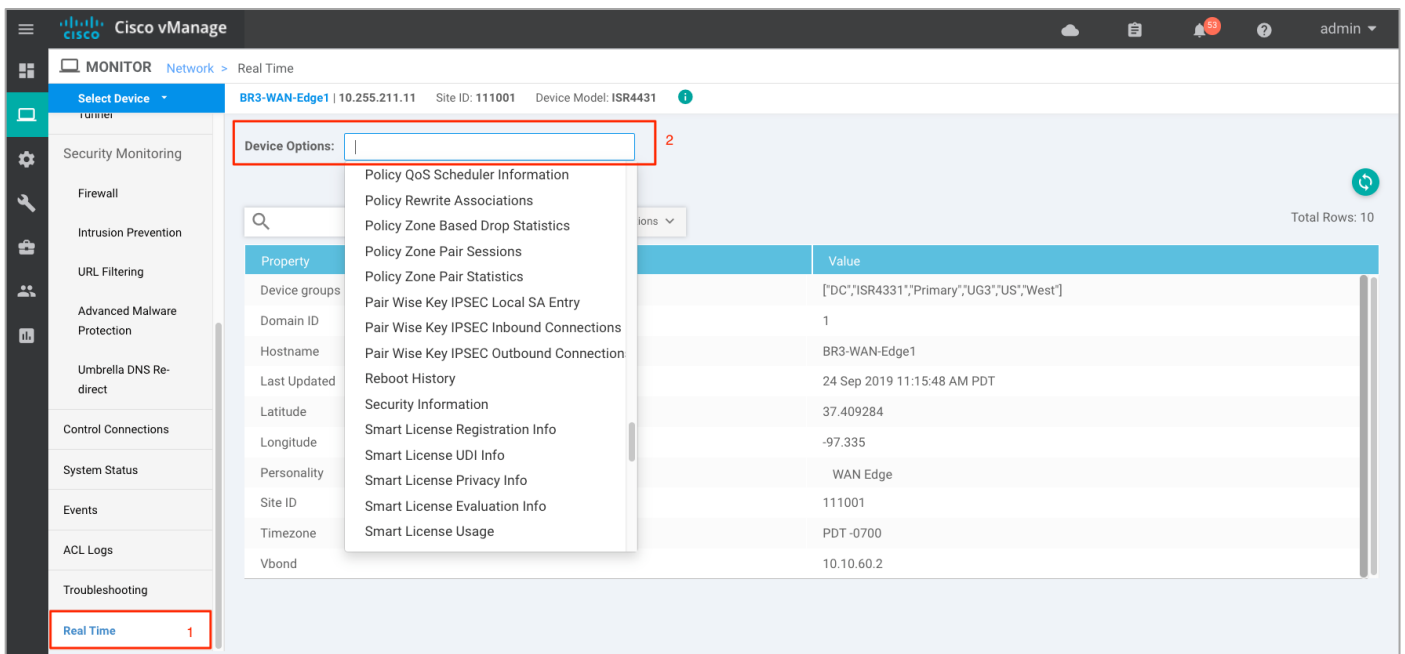 cisco Cisco vManage
53
admin
MONITOR Network > Real Time
Select Device
BR3-WAN-Edge1 | 10.255.211.11 Site ID: 111001 Device Model: ISR4431 i
Tunnel
Security Monitoring
Firewall
Intrusion Prevention
URL Filtering
Advanced Malware
Protection
Umbrella DNS Re-
direct
Control Connections
System Status
Events
ACL Logs
Troubleshooting
Real Time 1
Device Options: 2
Policy QoS Scheduler Information
Policy Rewrite Associations
Policy Zone Based Drop Statistics
Policy Zone Pair Sessions
Policy Zone Pair Statistics
Pair Wise Key IPSEC Local SA Entry
Pair Wise Key IPSEC Inbound Connections
Pair Wise Key IPSEC Outbound Connection
Reboot History
Security Information
Smart License Registration Info
Smart License UDI Info
Smart License Privacy Info
Smart License Evaluation Info
Smart License Usage
ions
Total Rows: 10
Property Value
Device groups ["DC","ISR4331","Primary","UG3","US","West"]
Domain ID 1
Hostname BR3-WAN-Edge1
Last Updated 24 Sep 2019 11:15:48 AM PDT
Latitude 37.409284
Longitude -97.335
Personality WAN Edge
Site ID 111001
Timezone PDT -0700
Vbond 10.10.60.2